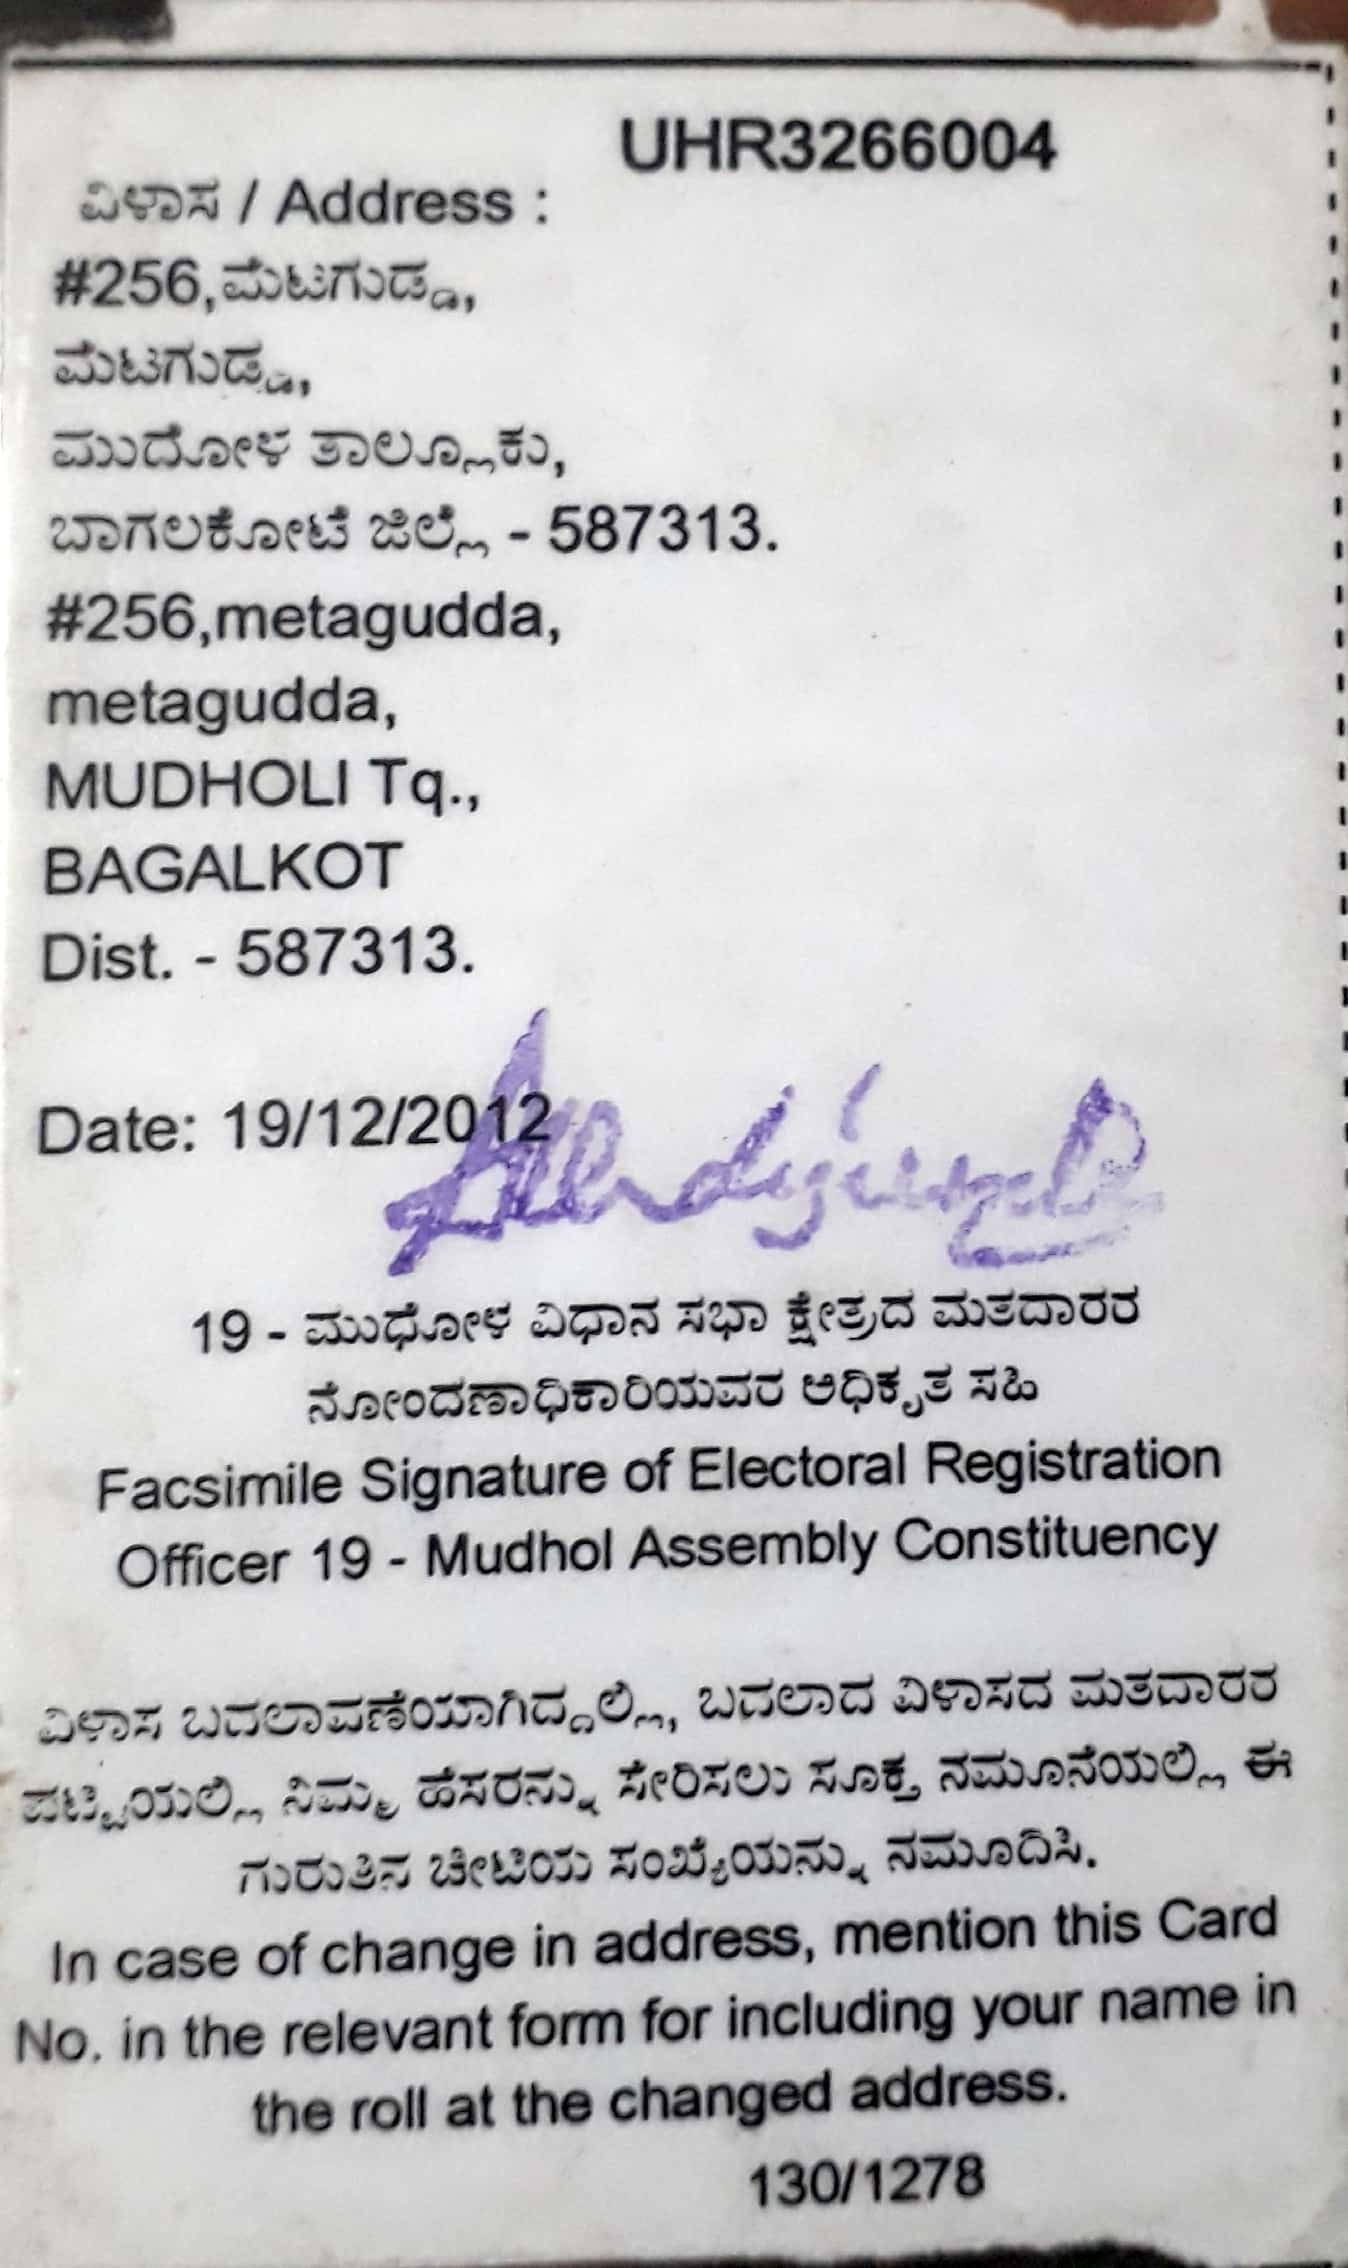 UHR3266004
ವಿಳಾಸ / Address :
#256,ಮೆಟಗುಡ್ಡ,
ಮೆಟಗುಡ್ಡ,
ಮುದೋಳ ತಾಲ್ಲೂಕು,
ಬಾಗಲಕೋಟೆ ಜಿಲ್ಲೆ - 587313.
#256,metagudda,
metagudda,
MUDHOLI Tq.,
BAGALKOT
Dist. - 587313.
Date: 19/12/2012
19 - ಮುಧೋಳ ವಿಧಾನ ಸಭಾ ಕ್ಷೇತ್ರದ ಮತದಾರರ
ನೋಂದಣಾಧಿಕಾರಿಯವರ ಅಧಿಕೃತ ಸಹಿ
Facsimile Signature of Electoral Registration
Officer 19 - Mudhol Assembly Constituency
ವಿಳಾಸ ಬದಲಾವಣೆಯಾಗಿದ್ದಲ್ಲಿ, ಬದಲಾದ ವಿಳಾಸದ ಮತದಾರರ
ಪಟ್ಟಿಯಲ್ಲಿ ನಿಮ್ಮ ಹೆಸರನ್ನು ಸೇರಿಸಲು ಸೂಕ್ತ ನಮೂನೆಯಲ್ಲಿ ಈ
ಗುರುತಿನ ಚೀಟಿಯ ಸಂಖ್ಯೆಯನ್ನು ನಮೂದಿಸಿ.
In case of change in address, mention this Card
No. in the relevant form for including your name in
the roll at the changed address.
130/1278